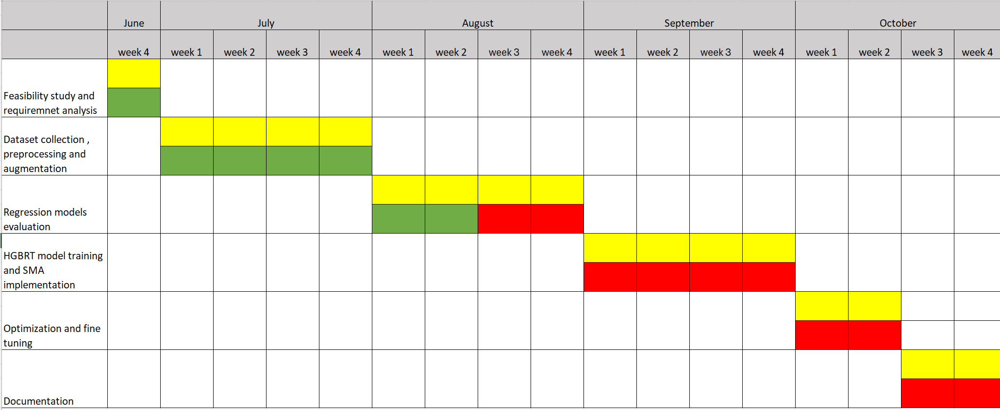 June July August September October
week 4 week 1 week 2 week 3 week 4 week 1 week 2 week 3 week 4 week 1 week 2 week 3 week 4 week 1 week 2 week 3 week 4
Feasibility study and
requiremnet analysis
Dataset collection ,
preprocessing and
augmentation
Regression models
evaluation
HGBRT model training
and SMA
implementation
Optimization and fine
tuning
Documentation